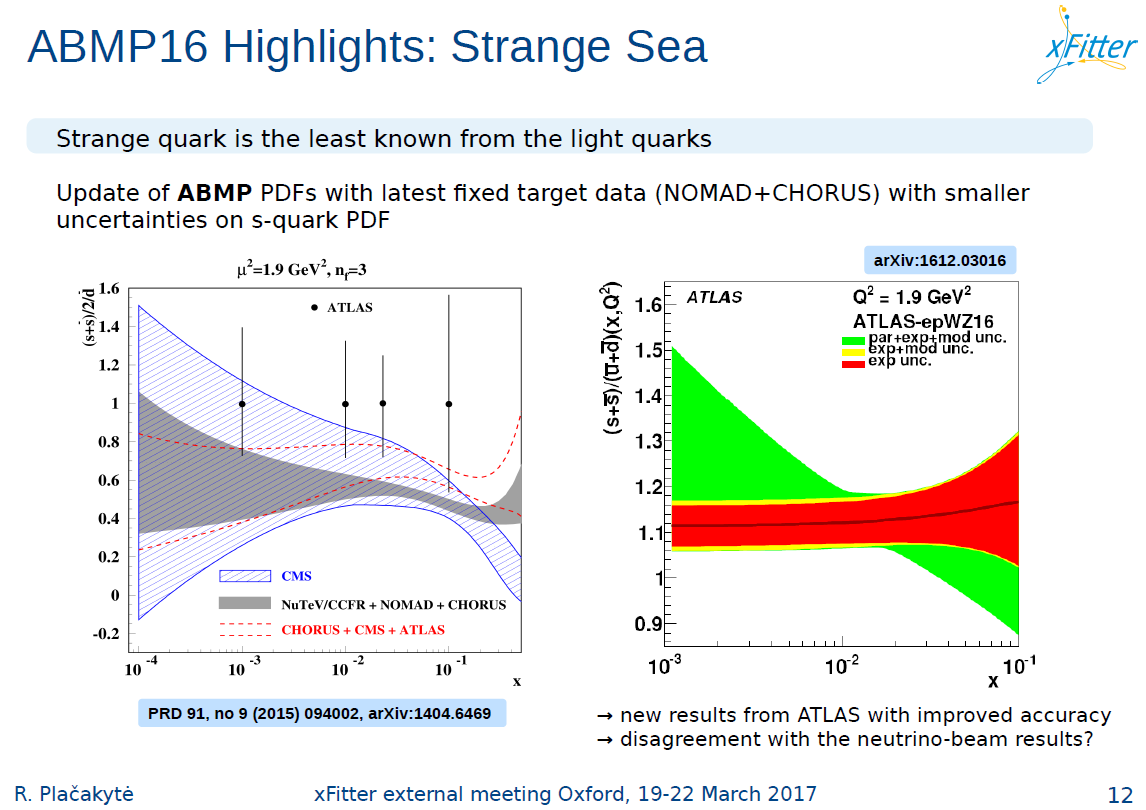 ABMP16 Highlights: Strange Sea
xFitter
Strange quark is the least known from the light quarks
Update of ABMP PDFs with latest fixed target data (NOMAD+CHORUS) with smaller
uncertainties on s-quark PDF
μ²=1.9 GeV², nf=3
(s+s̄)/2/d̄
1.6
1.4
1.2
1
0.8
0.6
0.4
0.2
0
-0.2
ATLAS
CMS
NuTeV/CCFR + NOMAD + CHORUS
CHORUS + CMS + ATLAS
10⁻⁴ 10⁻³ 10⁻² 10⁻¹
x
PRD 91, no 9 (2015) 094002, arXiv:1404.6469
arXiv:1612.03016
(s+s̄)/(ū+d̄)(x,Q²)
ATLAS
Q² = 1.9 GeV²
ATLAS-epWZ16
par+exp+mod unc.
exp+mod unc.
exp unc.
1.6
1.5
1.4
1.3
1.2
1.1
1
0.9
10⁻³ 10⁻² 10⁻¹
x
→ new results from ATLAS with improved accuracy
→ disagreement with the neutrino-beam results?
R. Plačakytė xFitter external meeting Oxford, 19-22 March 2017 12